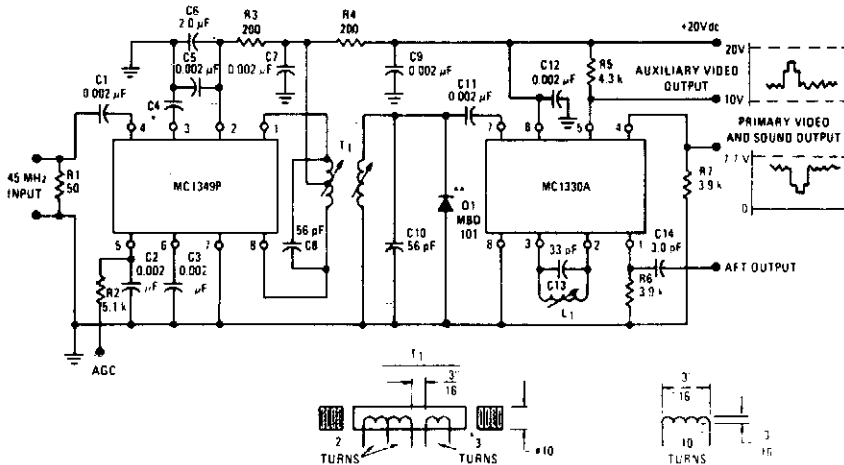 C6
2.0 µF
R3
200
R4
200
+20Vdc
C5
0.002 µF
C7
0.002 µF
C9
0.002 µF
C12
0.002 µF
R5
4.3 k
20V
AUXILIARY VIDEO
OUTPUT
10V
C1
0.002 µF
C4
C11
0.002 µF
4
3
2
1
7
8
5
4
PRIMARY VIDEO
AND SOUND OUTPUT
7.7 V
0
45 MHz
INPUT
R1
50
MC1349P
T1
56 pF
C8
C10
56 pF
**
D1
MBD
101
MC1330A
R7
3.9 k
5
6
7
8
8
3
2
1
C2
0.002
µF
C3
0.002
µF
R2
5.1 k
33 pF
C13
L1
C14
3.0 pF
R6
3.9 k
AFT OUTPUT
AGC
T1
3"
16
2
TURNS
3
TURNS
#10
3"
16
10
TURNS
3
16